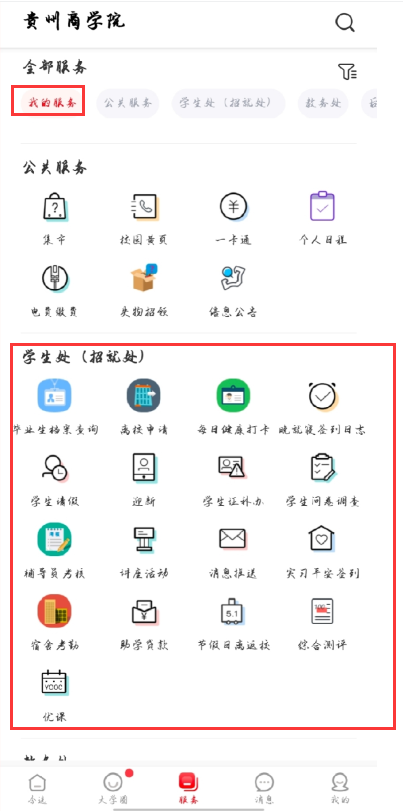 贵州商学院
全部服务
我的服务 公共服务 学生处（招就处） 教务处
公共服务
集市 校园黄页 一卡通 个人日程
电费缴费 失物招领 信息公告
学生处（招就处）
毕业生档案查询 离校申请 每日健康打卡 晚就寝签到日志
学生请假 迎新 学生证补办 学生问卷调查
辅导员考核 讲座活动 消息推送 实习平安签到
5.1
宿舍考勤 助学贷款 节假日离返校 综合测评
YOOC
优课
今达 大学圈 服务 消息 我的